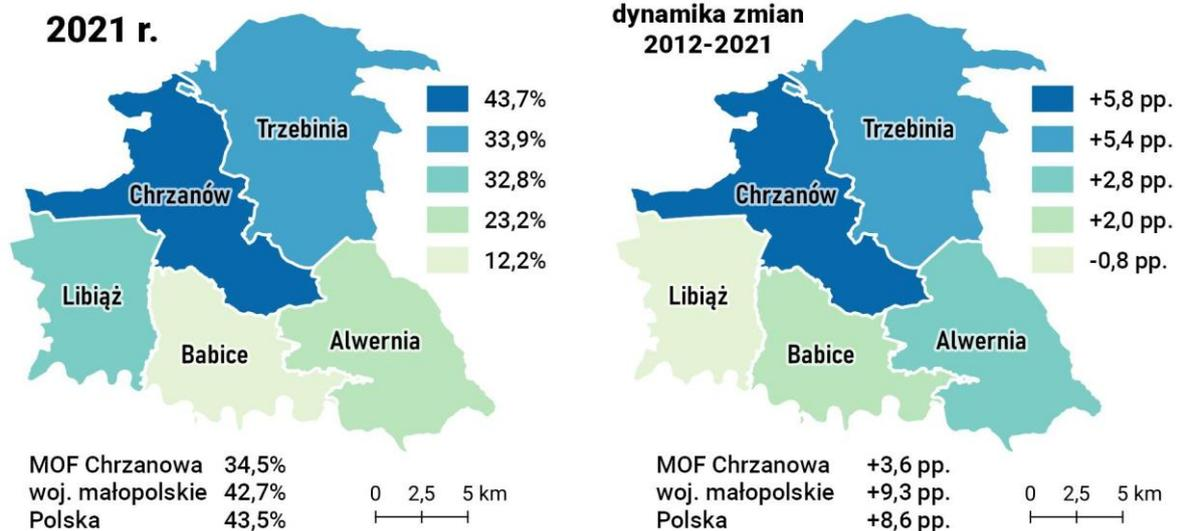 2021 r.
43,7%
33,9%
32,8%
23,2%
12,2%
Trzebinia
Chrzanów
Libiąż
Babice
Alwernia
MOF Chrzanowa 34,5%
woj. małopolskie 42,7%
Polska 43,5%
0 2,5 5 km
dynamika zmian
2012-2021
+5,8 pp.
+5,4 pp.
+2,8 pp.
+2,0 pp.
-0,8 pp.
Trzebinia
Chrzanów
Libiąż
Babice
Alwernia
MOF Chrzanowa +3,6 pp.
woj. małopolskie +9,3 pp.
Polska +8,6 pp.
0 2,5 5 km